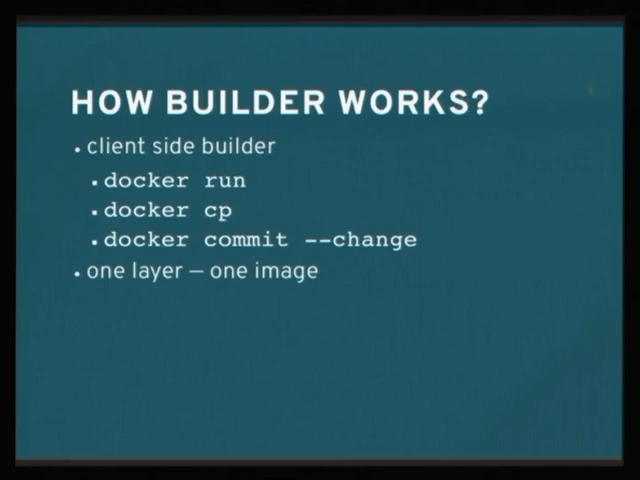 HOW BUILDER WORKS?
• client side builder
▪ docker run
▪ docker cp
▪ docker commit --change
• one layer – one image